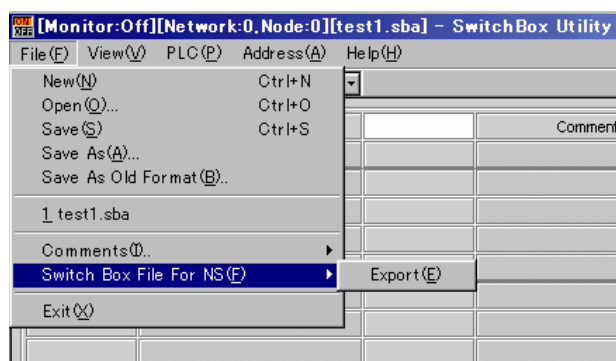 [Monitor:Off][Network:0,Node:0][test1.sba] - SwitchBox Utility
File(F) View(V) PLC(P) Address(A) Help(H)
New(N) Ctrl+N
Open(O)... Ctrl+O
Save(S) Ctrl+S
Save As(A)...
Save As Old Format(B)..
1 test1.sba
Comments(I)..
Switch Box File For NS(F)
Export(E)
Exit(X)